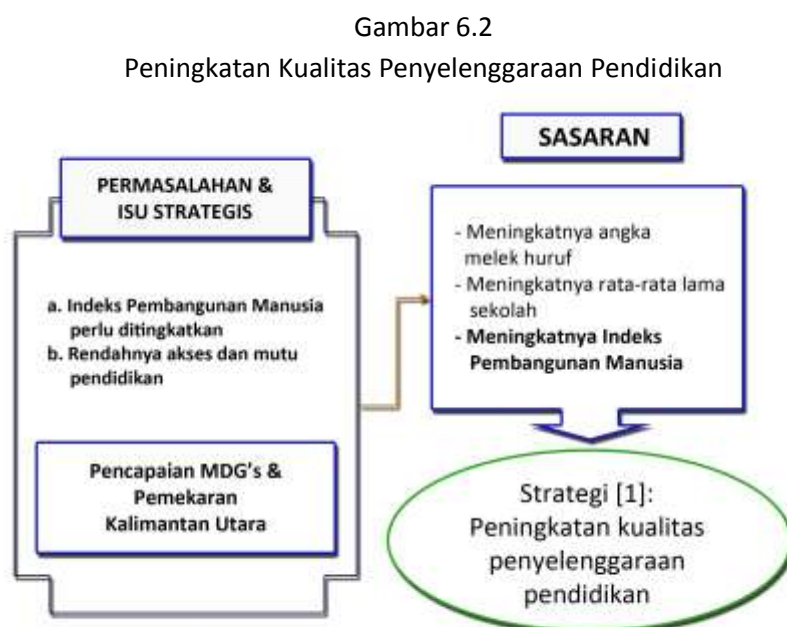 Gambar 6.2
Peningkatan Kualitas Penyelenggaraan Pendidikan
PERMASALAHAN &
ISU STRATEGIS
a. Indeks Pembangunan Manusia
perlu ditingkatkan
b. Rendahnya akses dan mutu
pendidikan
Pencapaian MDG's &
Pemekaran
Kalimantan Utara
SASARAN
- Meningkatnya angka
melek huruf
- Meningkatnya rata-rata lama
sekolah
- Meningkatnya Indeks
Pembangunan Manusia
Strategi [1]:
Peningkatan kualitas
penyelenggaraan
pendidikan